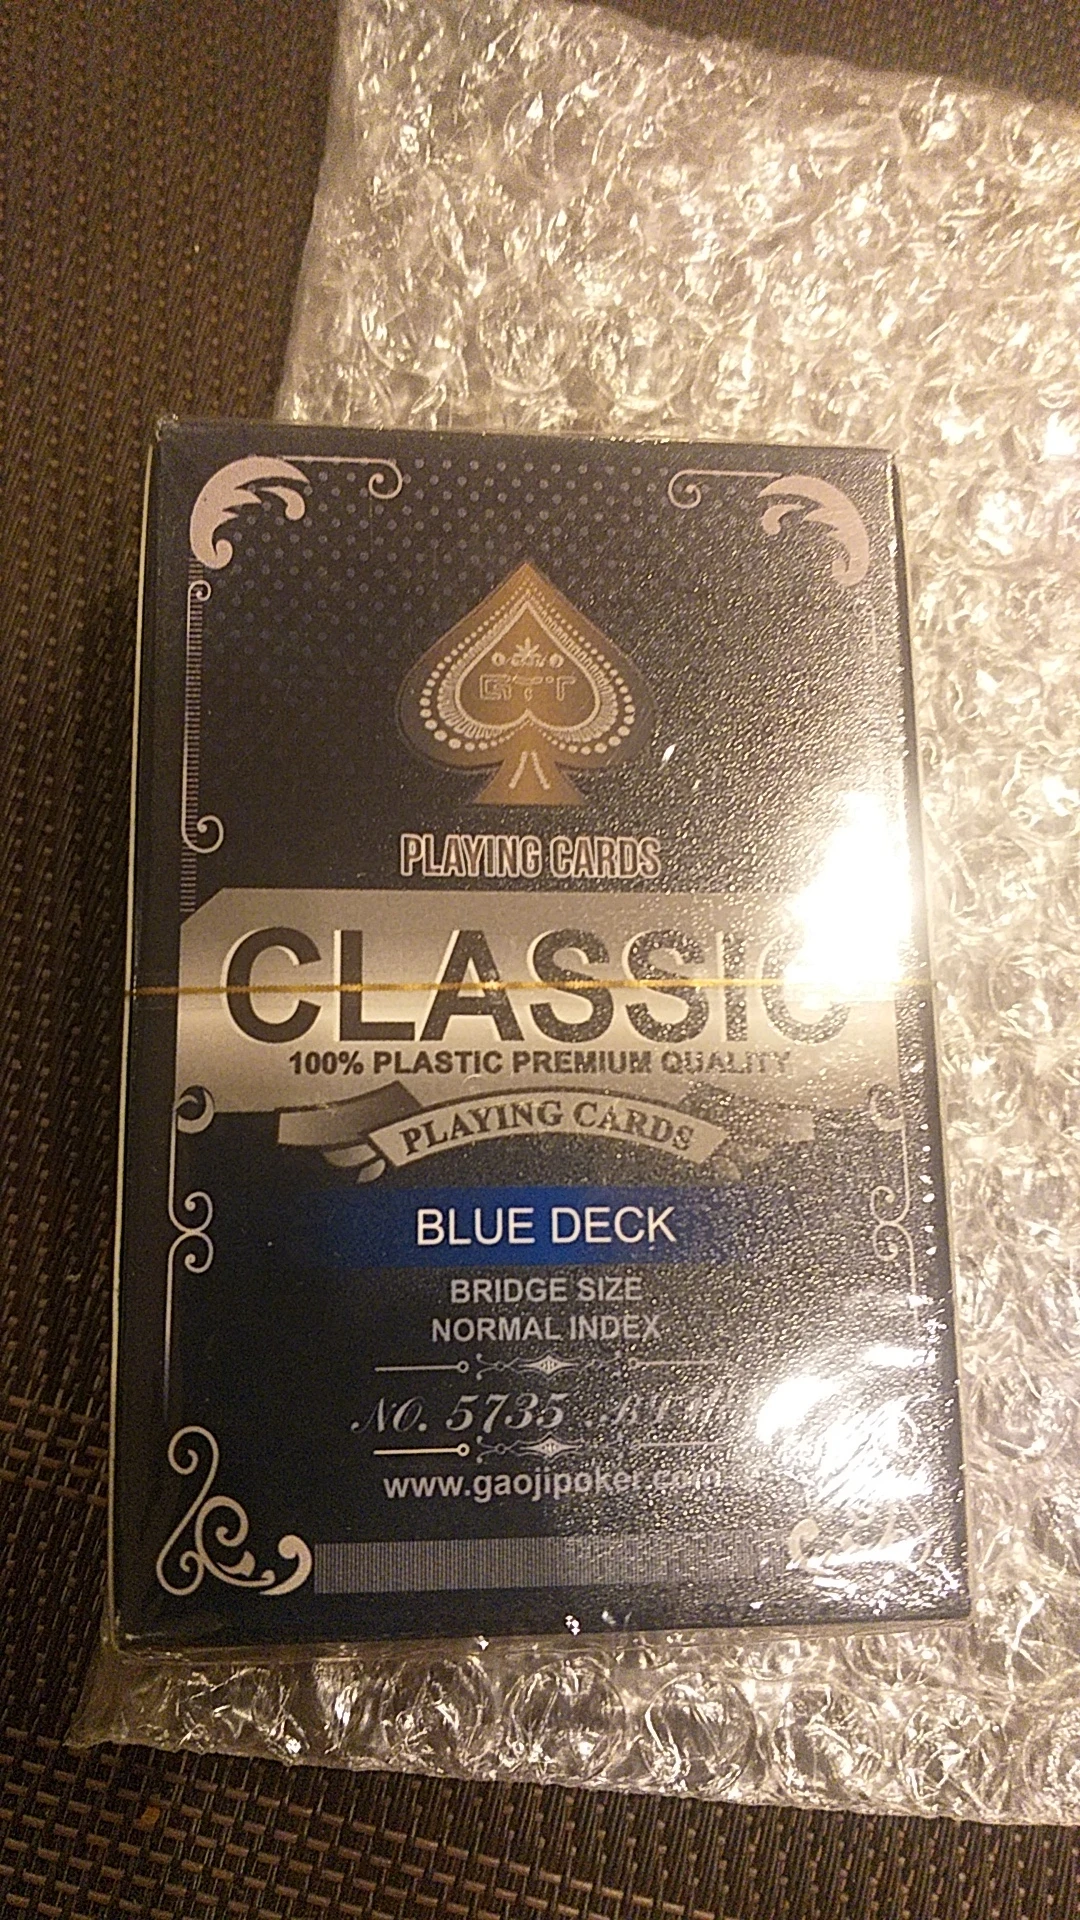 GTT
PLAYING CARDS
CLASSIC
100% PLASTIC PREMIUM QUALITY
PLAYING CARDS
BLUE DECK
BRIDGE SIZE
NORMAL INDEX
NO. 5735
www.gaojipoker.com